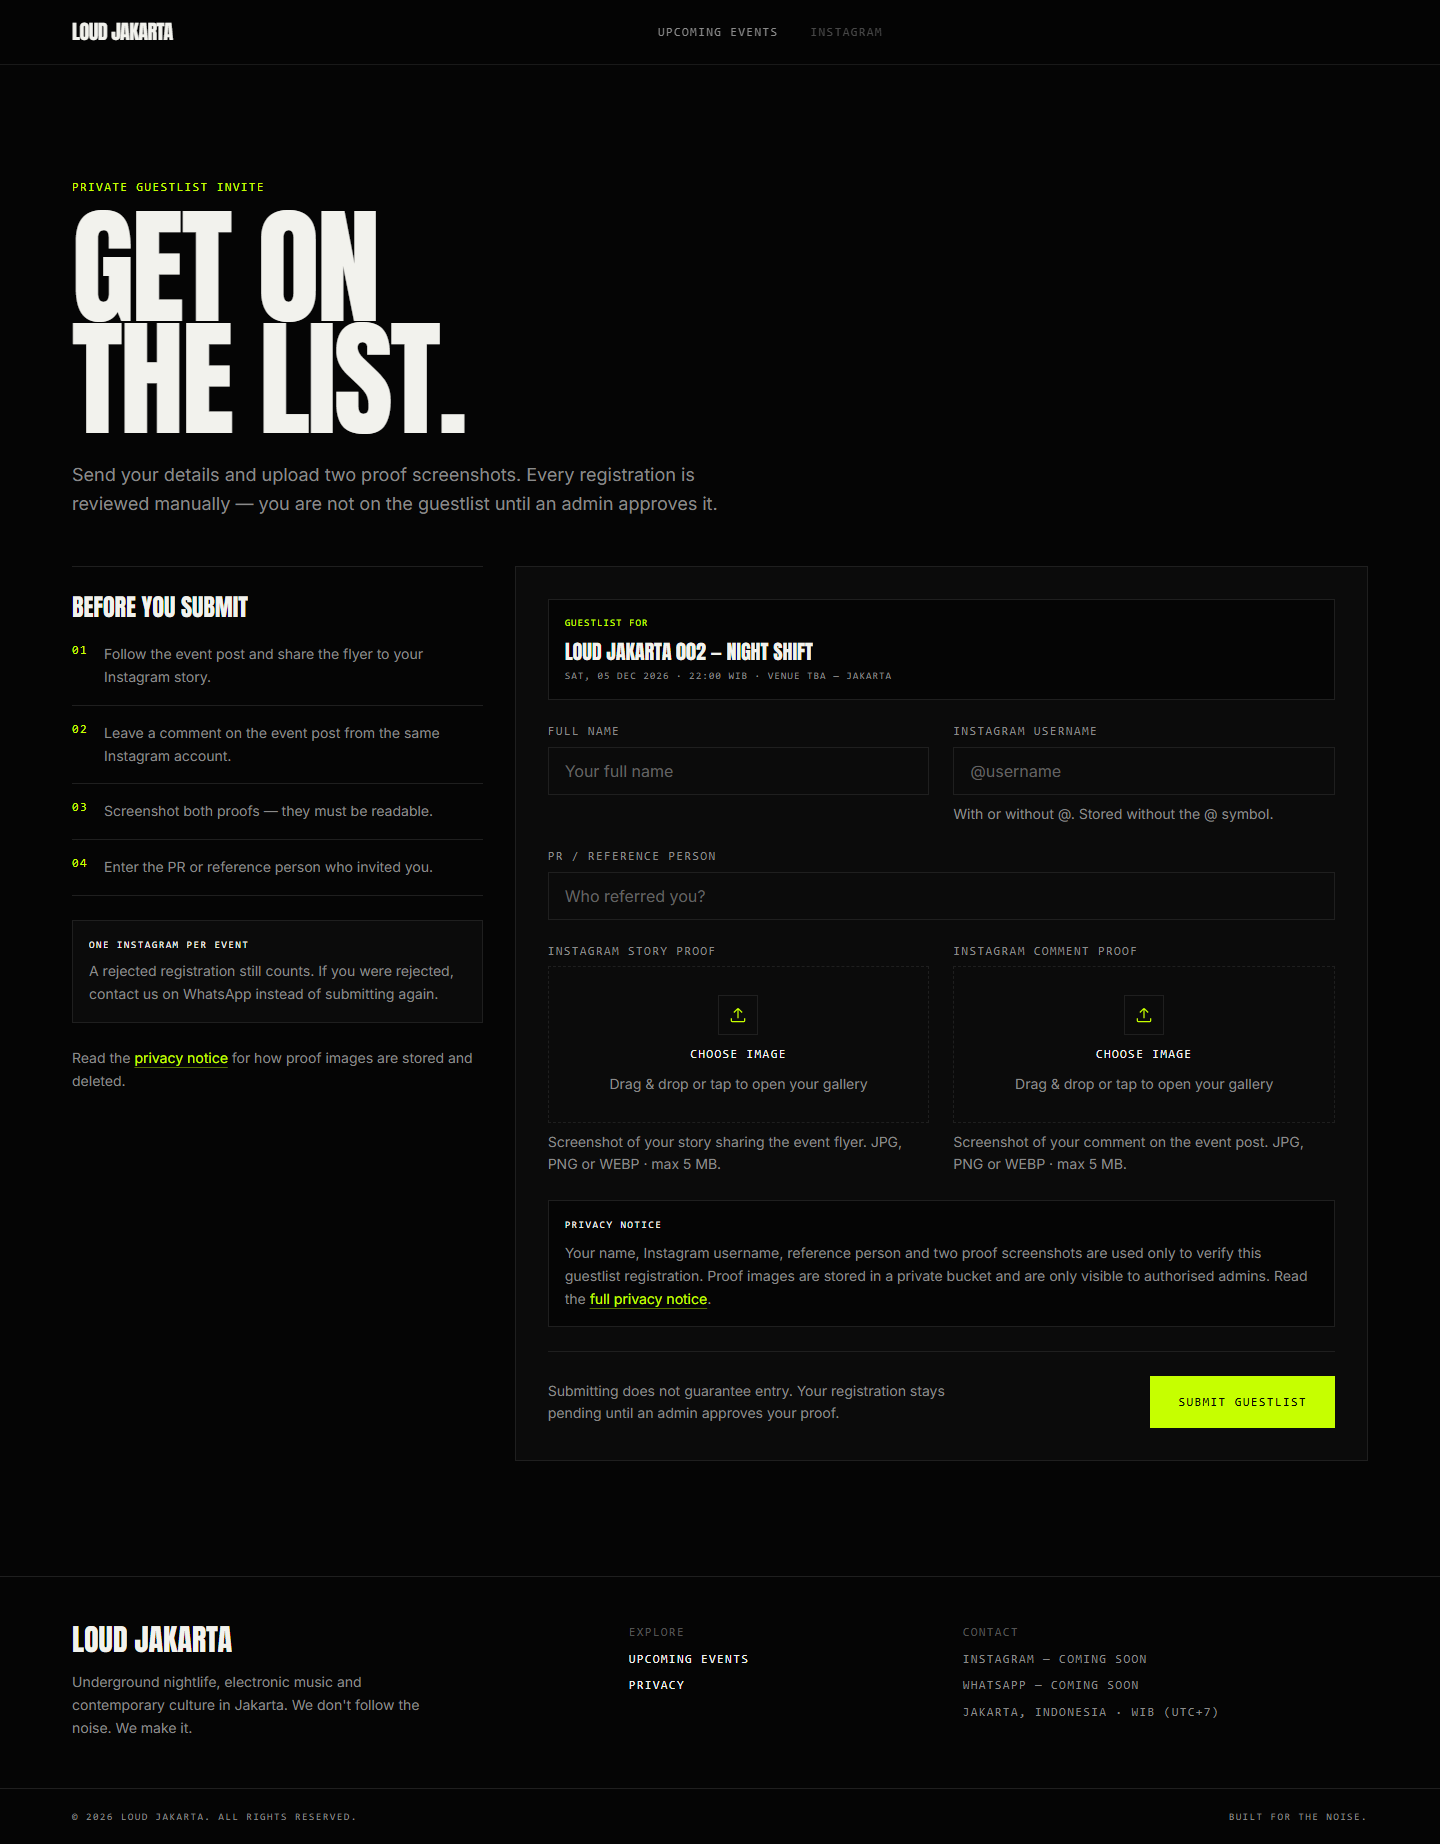 LOUD JAKARTA
UPCOMING EVENTS
INSTAGRAM
PRIVATE GUESTLIST INVITE
GET ON
THE LIST.
Send your details and upload two proof screenshots. Every registration is
reviewed manually — you are not on the guestlist until an admin approves it.
BEFORE YOU SUBMIT
01 Follow the event post and share the flyer to your
Instagram story.
02 Leave a comment on the event post from the same
Instagram account.
03 Screenshot both proofs — they must be readable.
04 Enter the PR or reference person who invited you.
ONE INSTAGRAM PER EVENT
A rejected registration still counts. If you were rejected,
contact us on WhatsApp instead of submitting again.
Read the privacy notice for how proof images are stored and
deleted.
GUESTLIST FOR
LOUD JAKARTA 002 — NIGHT SHIFT
SAT, 05 DEC 2026 · 22:00 WIB · VENUE TBA — JAKARTA
FULL NAME
Your full name
INSTAGRAM USERNAME
@username
With or without @. Stored without the @ symbol.
PR / REFERENCE PERSON
Who referred you?
INSTAGRAM STORY PROOF
CHOOSE IMAGE
Drag & drop or tap to open your gallery
Screenshot of your story sharing the event flyer. JPG,
PNG or WEBP · max 5 MB.
INSTAGRAM COMMENT PROOF
CHOOSE IMAGE
Drag & drop or tap to open your gallery
Screenshot of your comment on the event post. JPG,
PNG or WEBP · max 5 MB.
PRIVACY NOTICE
Your name, Instagram username, reference person and two proof screenshots are used only to verify this
guestlist registration. Proof images are stored in a private bucket and are only visible to authorised admins. Read
the full privacy notice.
Submitting does not guarantee entry. Your registration stays
pending until an admin approves your proof.
SUBMIT GUESTLIST
LOUD JAKARTA
Underground nightlife, electronic music and
contemporary culture in Jakarta. We don't follow the
noise. We make it.
EXPLORE
UPCOMING EVENTS
PRIVACY
CONTACT
INSTAGRAM — COMING SOON
WHATSAPP — COMING SOON
JAKARTA, INDONESIA · WIB (UTC+7)
© 2026 LOUD JAKARTA. ALL RIGHTS RESERVED.
BUILT FOR THE NOISE.